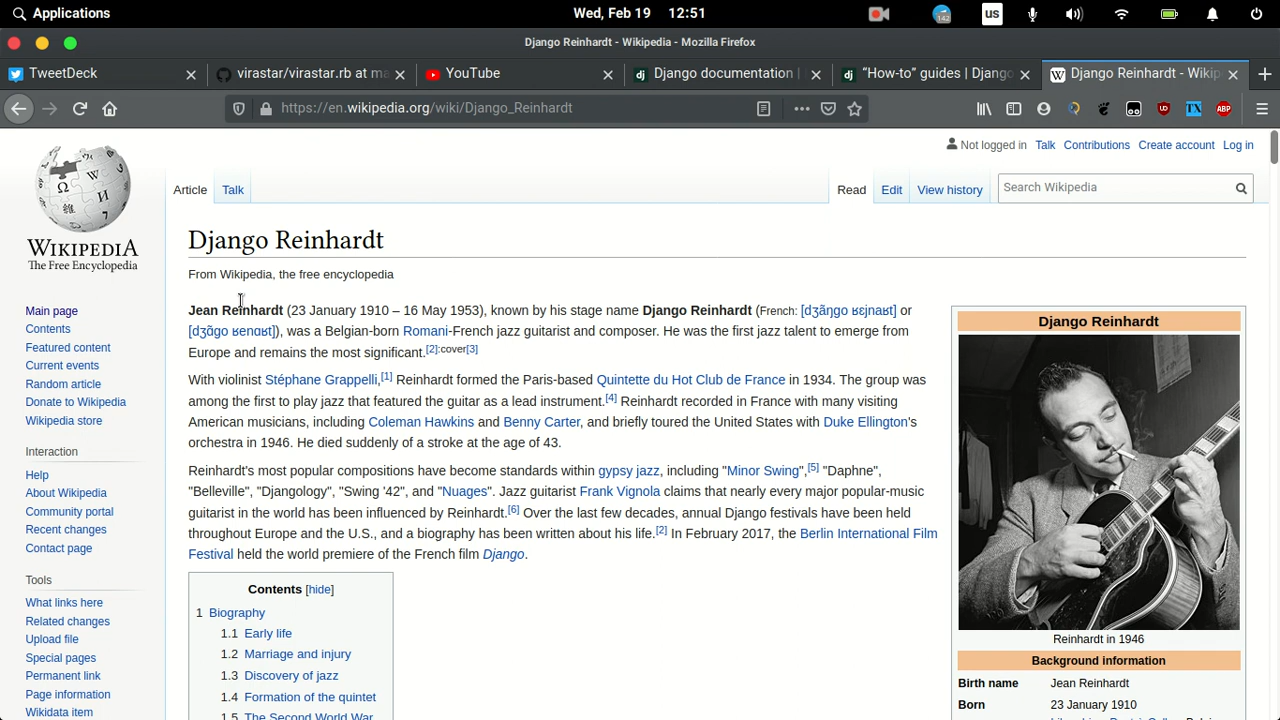 Applications
Wed, Feb 19 12:51
142
us
Django Reinhardt - Wikipedia - Mozilla Firefox
TweetDeck
virastar/virastar.rb at ma
YouTube
Django documentation |
“How-to” guides | Django
Django Reinhardt - Wikip
https://en.wikipedia.org/wiki/Django_Reinhardt
TX
ABP
Not logged in Talk Contributions Create account Log in
Article Talk
Read Edit View history
Search Wikipedia
WIKIPEDIA
The Free Encyclopedia
Main page
Contents
Featured content
Current events
Random article
Donate to Wikipedia
Wikipedia store
Interaction
Help
About Wikipedia
Community portal
Recent changes
Contact page
Tools
What links here
Related changes
Upload file
Special pages
Permanent link
Page information
Wikidata item
Django Reinhardt
From Wikipedia, the free encyclopedia
Jean Reinhardt (23 January 1910 – 16 May 1953), known by his stage name Django Reinhardt (French: [dʒãŋɡo ʁɛjnaʁt] or
[dʒɑ̃ɡo ʁenɑʁt]), was a Belgian-born Romani-French jazz guitarist and composer. He was the first jazz talent to emerge from
Europe and remains the most significant.[2]:cover[3]
With violinist Stéphane Grappelli,[1] Reinhardt formed the Paris-based Quintette du Hot Club de France in 1934. The group was
among the first to play jazz that featured the guitar as a lead instrument.[4] Reinhardt recorded in France with many visiting
American musicians, including Coleman Hawkins and Benny Carter, and briefly toured the United States with Duke Ellington's
orchestra in 1946. He died suddenly of a stroke at the age of 43.
Reinhardt's most popular compositions have become standards within gypsy jazz, including "Minor Swing",[5] "Daphne",
"Belleville", "Djangology", "Swing '42", and "Nuages". Jazz guitarist Frank Vignola claims that nearly every major popular-music
guitarist in the world has been influenced by Reinhardt.[6] Over the last few decades, annual Django festivals have been held
throughout Europe and the U.S., and a biography has been written about his life.[2] In February 2017, the Berlin International Film
Festival held the world premiere of the French film Django.
Contents [hide]
1 Biography
1.1 Early life
1.2 Marriage and injury
1.3 Discovery of jazz
1.4 Formation of the quintet
1.5 The Second World War
Django Reinhardt
Reinhardt in 1946
Background information
Birth name Jean Reinhardt
Born 23 January 1910